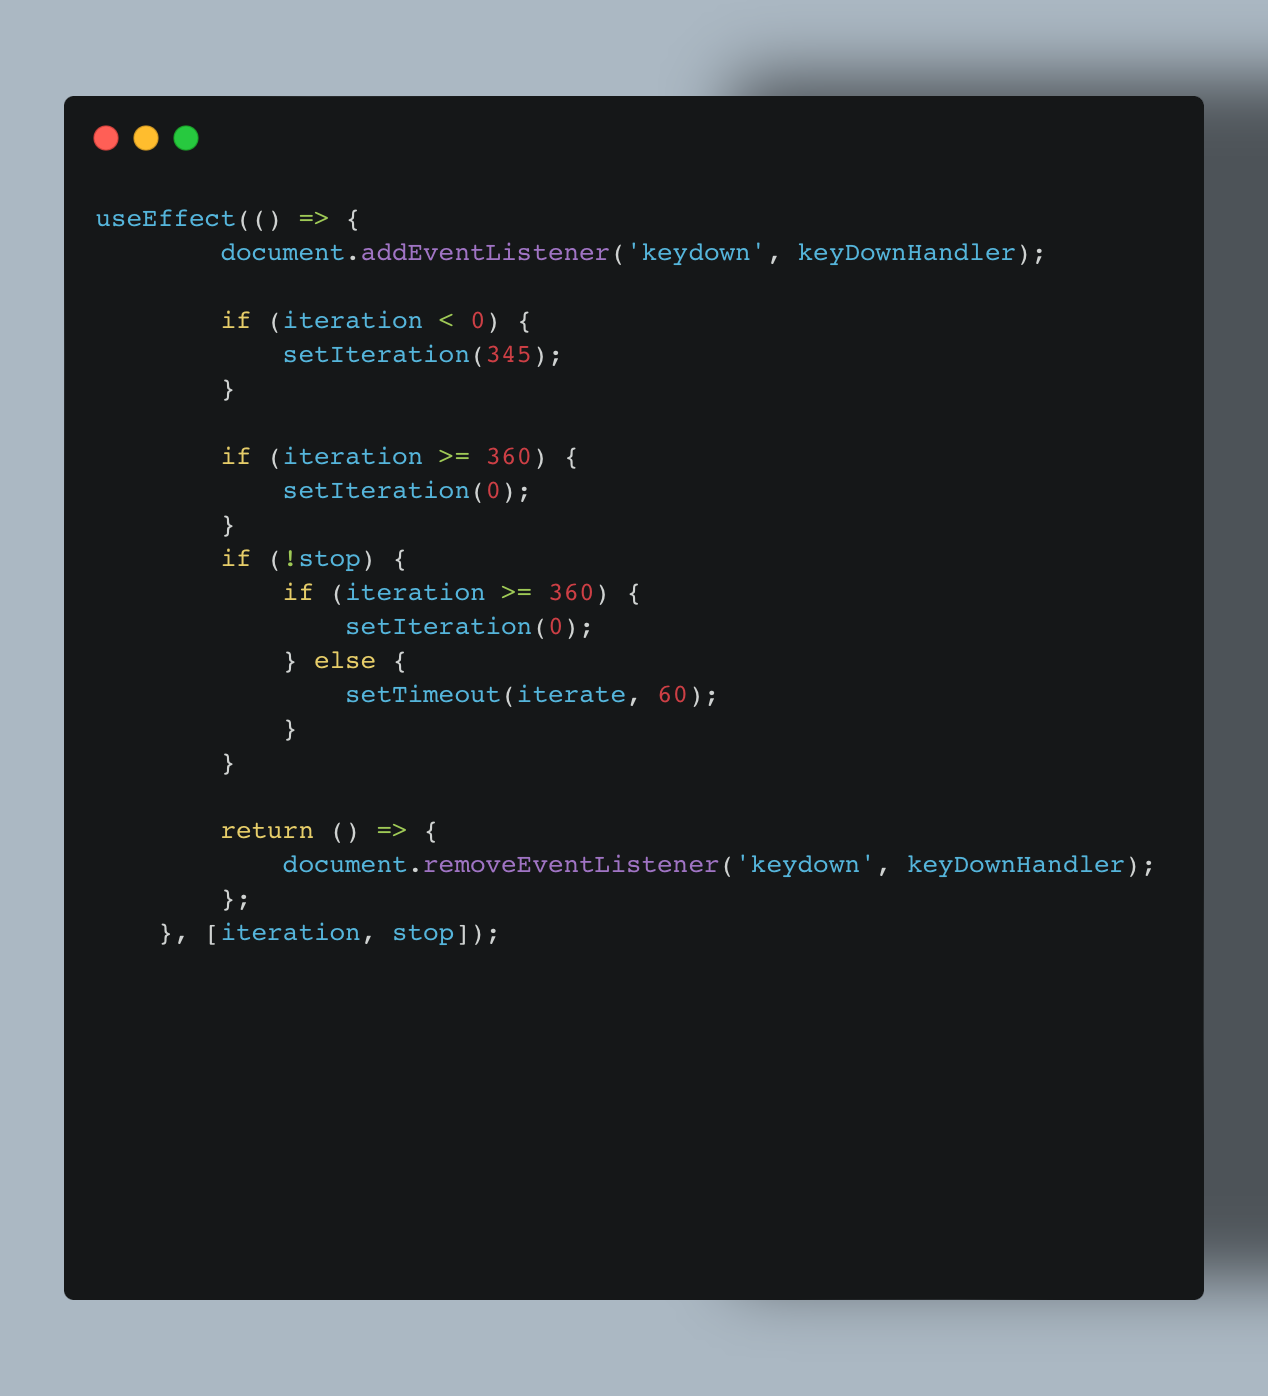 useEffect(() => {
        document.addEventListener('keydown', keyDownHandler);

        if (iteration < 0) {
            setIteration(345);
        }

        if (iteration >= 360) {
            setIteration(0);
        }
        if (!stop) {
            if (iteration >= 360) {
                setIteration(0);
            } else {
                setTimeout(iterate, 60);
            }
        }

        return () => {
            document.removeEventListener('keydown', keyDownHandler);
        };
    }, [iteration, stop]);